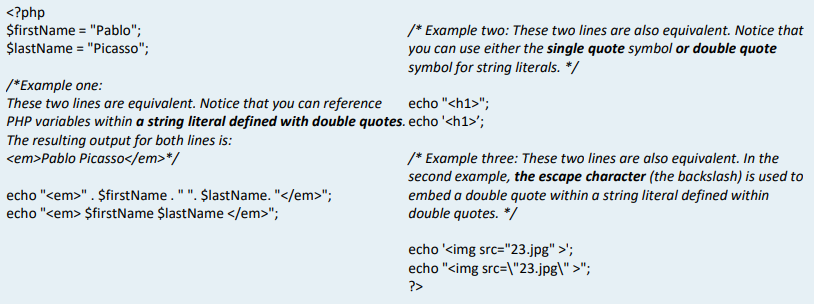 <?php
$firstName = "Pablo";
$lastName = "Picasso";
/*Example one:
These two lines are equivalent. Notice that you can reference
PHP variables within a string literal defined with double quotes.
The resulting output for both lines is:
<em>Pablo Picasso</em>*/
echo "<em>" . $firstName . " ". $lastName. "</em>";
echo "<em> $firstName $lastName </em>";
/* Example two: These two lines are also equivalent. Notice that
you can use either the single quote symbol or double quote
symbol for string literals. */
echo "<h1>";
echo '<h1>’;
/* Example three: These two lines are also equivalent. In the
second example, the escape character (the backslash) is used to
embed a double quote within a string literal defined within
double quotes. */
echo '<img src="23.jpg" >';
echo "<img src=\"23.jpg\" >";
?>